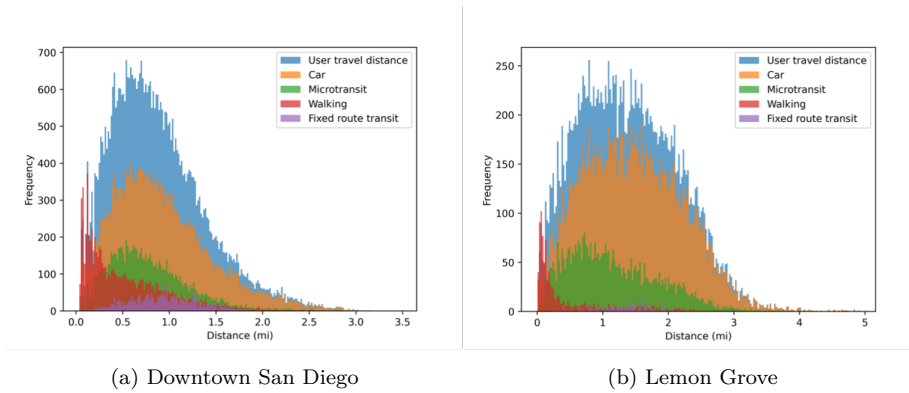 User travel distance
Car
Microtransit
Walking
Fixed route transit
700
600
500
400
300
200
100
0
Frequency
0.0 0.5 1.0 1.5 2.0 2.5 3.0 3.5
Distance (mi)
(a) Downtown San Diego
User travel distance
Car
Microtransit
Walking
Fixed route transit
250
200
150
100
50
0
Frequency
0 1 2 3 4 5
Distance (mi)
(b) Lemon Grove